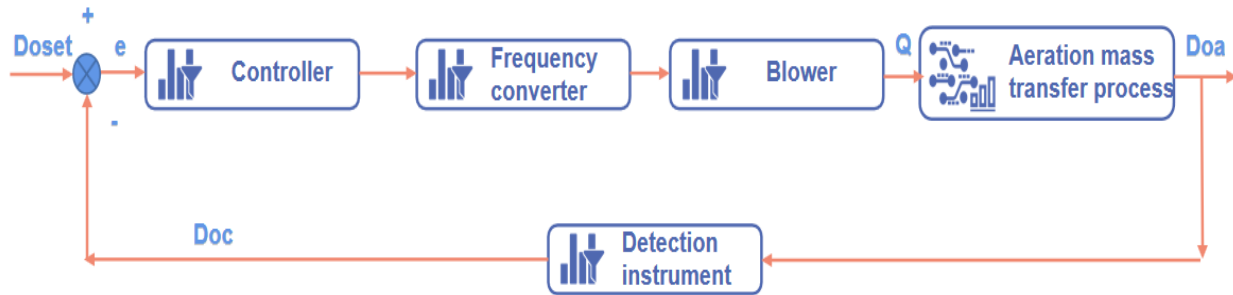 +
Doset
e
Controller
Frequency
converter
Blower
Q
Aeration mass
transfer process
Doa
-
Doc
Detection
instrument